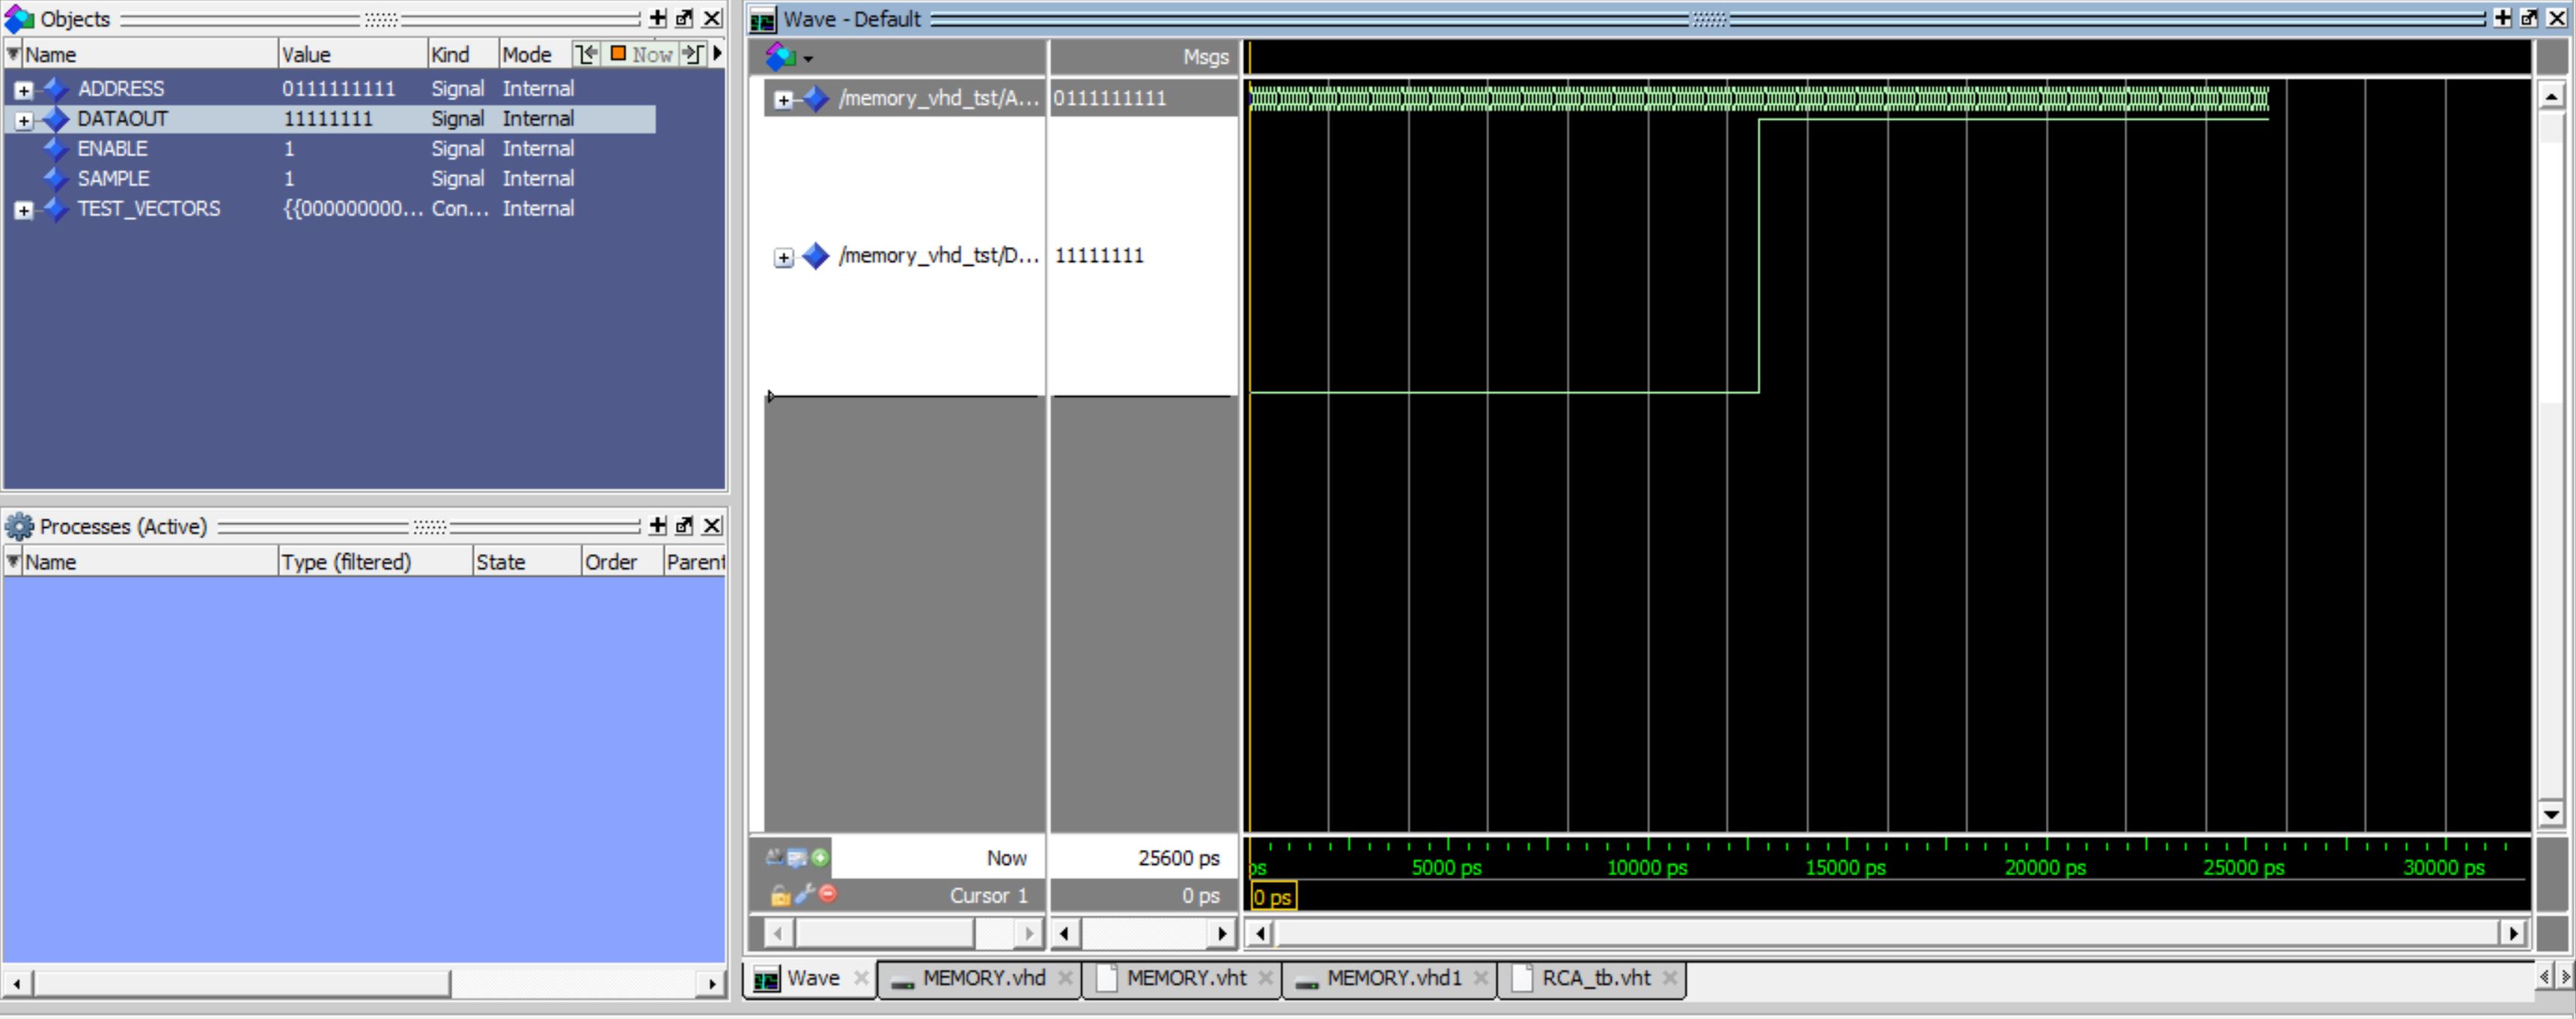 Objects
Name Value Kind Mode Now
ADDRESS 0111111111 Signal Internal
DATAOUT 11111111 Signal Internal
ENABLE 1 Signal Internal
SAMPLE 1 Signal Internal
TEST_VECTORS {{000000000... Con... Internal
Processes (Active)
Name Type (filtered) State Order Parent
Wave - Default
Msgs
/memory_vhd_tst/A... 0111111111
/memory_vhd_tst/D... 11111111
Now 25600 ps
ps 5000 ps 10000 ps 15000 ps 20000 ps 25000 ps 30000 ps
Cursor 1 0 ps
0 ps
Wave MEMORY.vhd MEMORY.vht MEMORY.vhd1 RCA_tb.vht